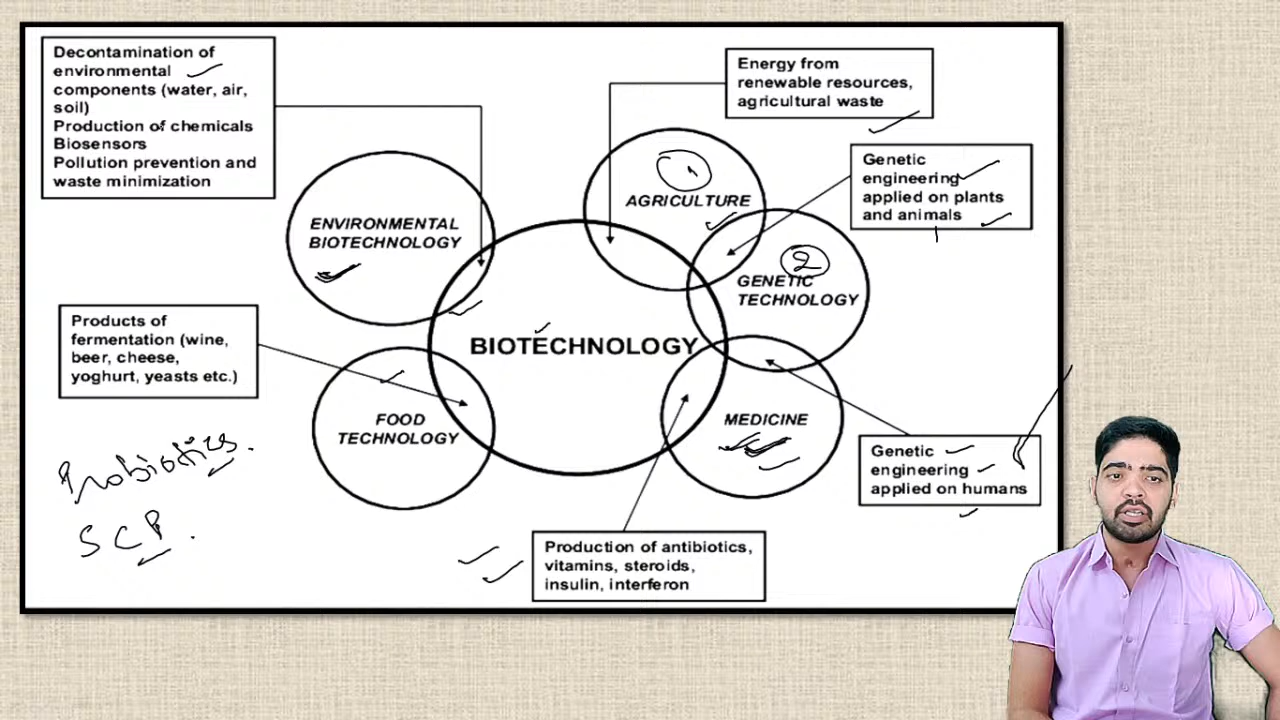 Decontamination of
environmental
components (water, air,
soil)
Production of chemicals
Biosensors
Pollution prevention and
waste minimization
Energy from
renewable resources,
agricultural waste
Genetic
engineering
applied on plants
and animals
ENVIRONMENTAL
BIOTECHNOLOGY
AGRICULTURE
2
GENETIC
TECHNOLOGY
Products of
fermentation (wine,
beer, cheese,
yoghurt, yeasts etc.)
BIOTECHNOLOGY
FOOD
TECHNOLOGY
MEDICINE
Genetic
engineering
applied on humans
Probiotics.
SCP.
Production of antibiotics,
vitamins, steroids,
insulin, interferon